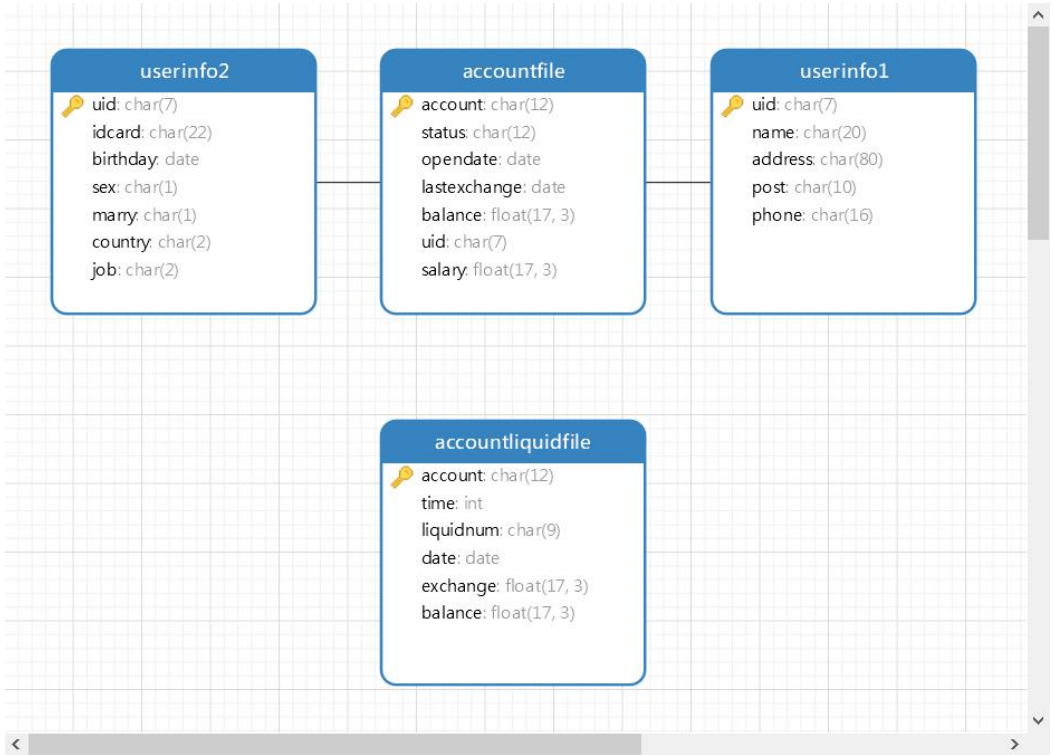 userinfo2
uid: char(7)
idcard: char(22)
birthday: date
sex: char(1)
marry: char(1)
country: char(2)
job: char(2)
accountfile
account: char(12)
status: char(12)
opendate: date
lastexchange: date
balance: float(17, 3)
uid: char(7)
salary: float(17, 3)
userinfo1
uid: char(7)
name: char(20)
address: char(80)
post: char(10)
phone: char(16)
accountliquidfile
account: char(12)
time: int
liquidnum: char(9)
date: date
exchange: float(17, 3)
balance: float(17, 3)